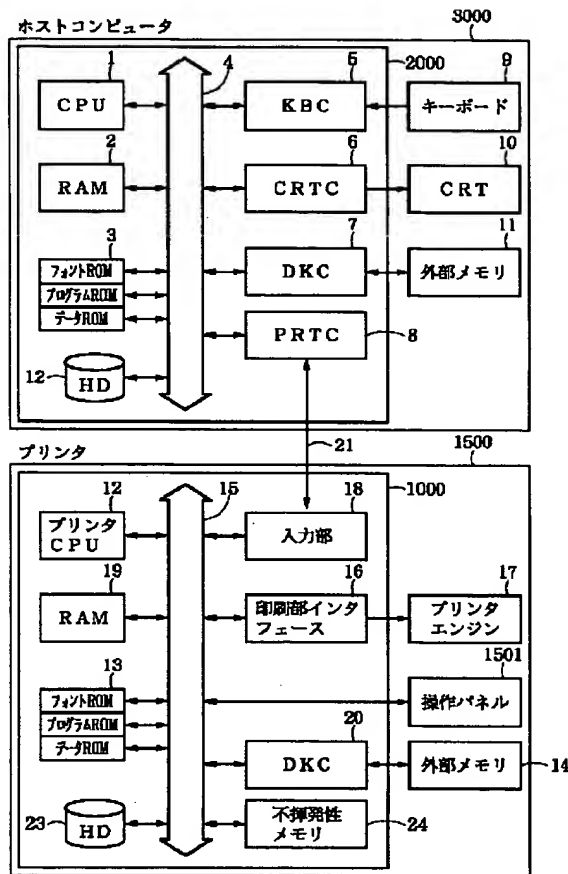 ホストコンピュータ
3000
2000
1
4
5
9
CPU
KBC
キーボード
2
6
10
RAM
CRTC
CRT
3
7
11
フォントROM
プログラムROM
データROM
DKC
外部メモリ
PRTC
8
12
HD
21
プリンタ
1500
1000
12
15
18
プリンタ
CPU
入力部
19
16
17
RAM
印刷部インタ
フェース
プリンタ
エンジン
13
1501
フォントROM
プログラムROM
データROM
操作パネル
20
DKC
外部メモリ
14
23
HD
不揮発性
メモリ
24